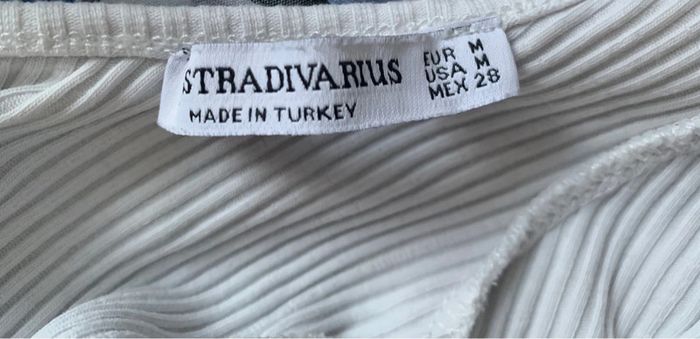 STRADIVARIUS
MADE IN TURKEY
EUR M
USA M
MEX 28